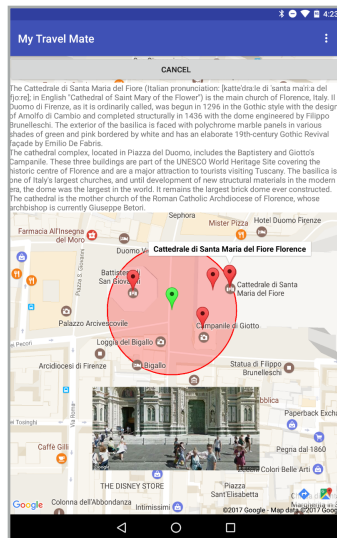 4:23
My Travel Mate
CANCEL
The Cathedral of Santa Maria del Fiore (Italian pronunciation: [katteˈdraːle di ˈsanta maˈriːa del
ˈfjoːre]; in English "Cathedral of Saint Mary of the Flower") is the main church of Florence, Italy. Il
Duomo di Firenze, as it is ordinarily called, was begun in 1296 in the Gothic style with the design
of Arnolfo di Cambio and completed structurally in 1436 with the dome engineered by Filippo
Brunelleschi. The exterior of the basilica is faced with polychrome marble panels in various
shades of green and pink bordered by white and has an elaborate 19th-century Gothic Revival
façade by Emilio De Fabris.
The cathedral complex, located in Piazza del Duomo, includes the Baptistery and Giotto's
Campanile. These three buildings are part of the UNESCO World Heritage Site covering the
historic centre of Florence and are a major attraction to tourists visiting Tuscany. The basilica is
one of Italy's largest churches, and until development of new structural materials in the modern
era, the dome was the largest in the world. It remains the largest brick dome ever constructed.
The cathedral is the mother church of the Roman Catholic Archdiocese of Florence, whose
archbishop is currently Giuseppe Betori.
Sephora
Mister Pizza
Hotel Duomo Firenze
Farmacia All'Insegna
del Moro
Piazza S. Giovanni
Duomo
Cattedrale di Santa Maria del Fiore Florence
Battistero di
San Giovanni
Cattedrale di Santa
Maria del Fiore
Palazzo Arcivescovile
Campanile di Giotto
Pecori
Loggia del Bigallo
Arcidiocesi di Firenze
Bigallo
Statua di Filippo
Brunelleschi
Tosinghi
Via Roma
Paperback Exch
Caffè Gilli
Pegna dal 1860
Colori Belle Arti
THE DISNEY STORE
Piazza
Sant'Elisabetta
Google
Colonna dell'Abbondanza
Intimissimi
©2017 Google - Map data ©2017 Goog